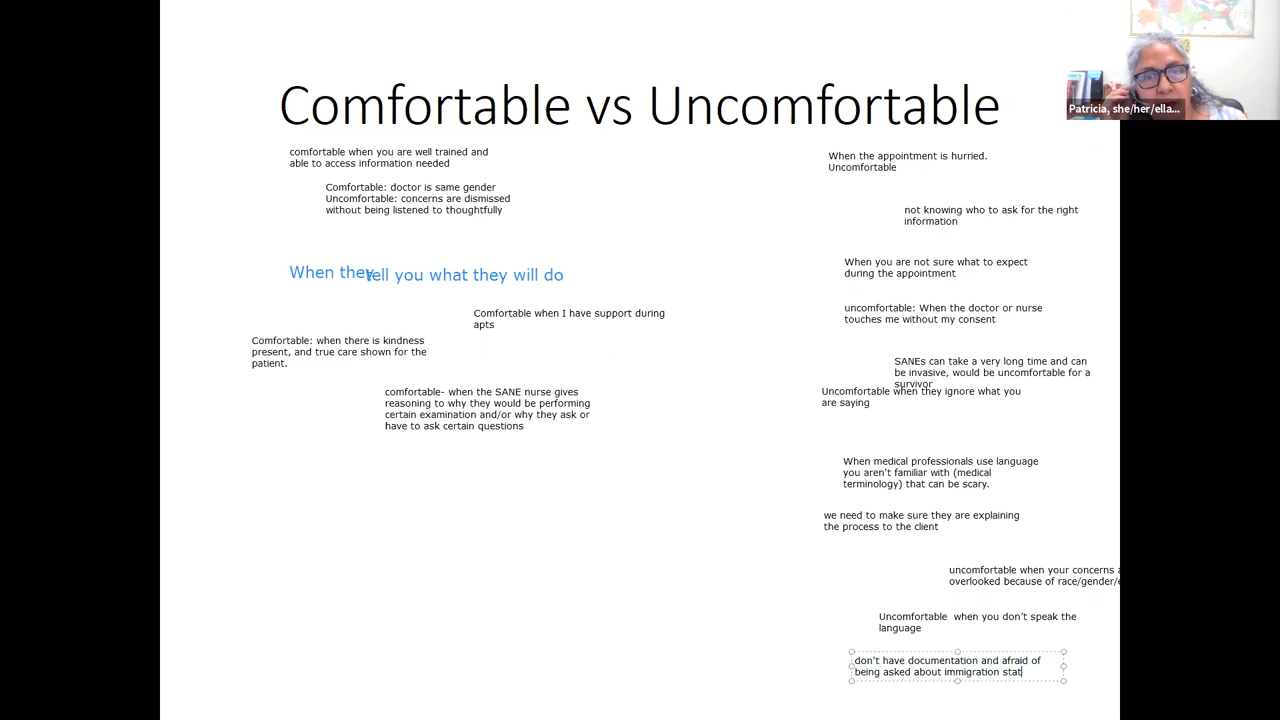 Comfortable vs Uncomfortable
Patricia, she/her/ella...
comfortable when you are well trained and
able to access information needed
Comfortable: doctor is same gender
Uncomfortable: concerns are dismissed
without being listened to thoughtfully
When they tell you what they will do
Comfortable when I have support during
apts
Comfortable: when there is kindness
present, and true care shown for the
patient.
comfortable- when the SANE nurse gives
reasoning to why they would be performing
certain examination and/or why they ask or
have to ask certain questions
When the appointment is hurried.
Uncomfortable
not knowing who to ask for the right
information
When you are not sure what to expect
during the appointment
uncomfortable: When the doctor or nurse
touches me without my consent
SANEs can take a very long time and can
be invasive, would be uncomfortable for a
survivor
Uncomfortable when they ignore what you
are saying
When medical professionals use language
you aren't familiar with (medical
terminology) that can be scary.
we need to make sure they are explaining
the process to the client
uncomfortable when your concerns
overlooked because of race/gender/
Uncomfortable  when you don't speak the
language
don't have documentation and afraid of
being asked about immigration stat